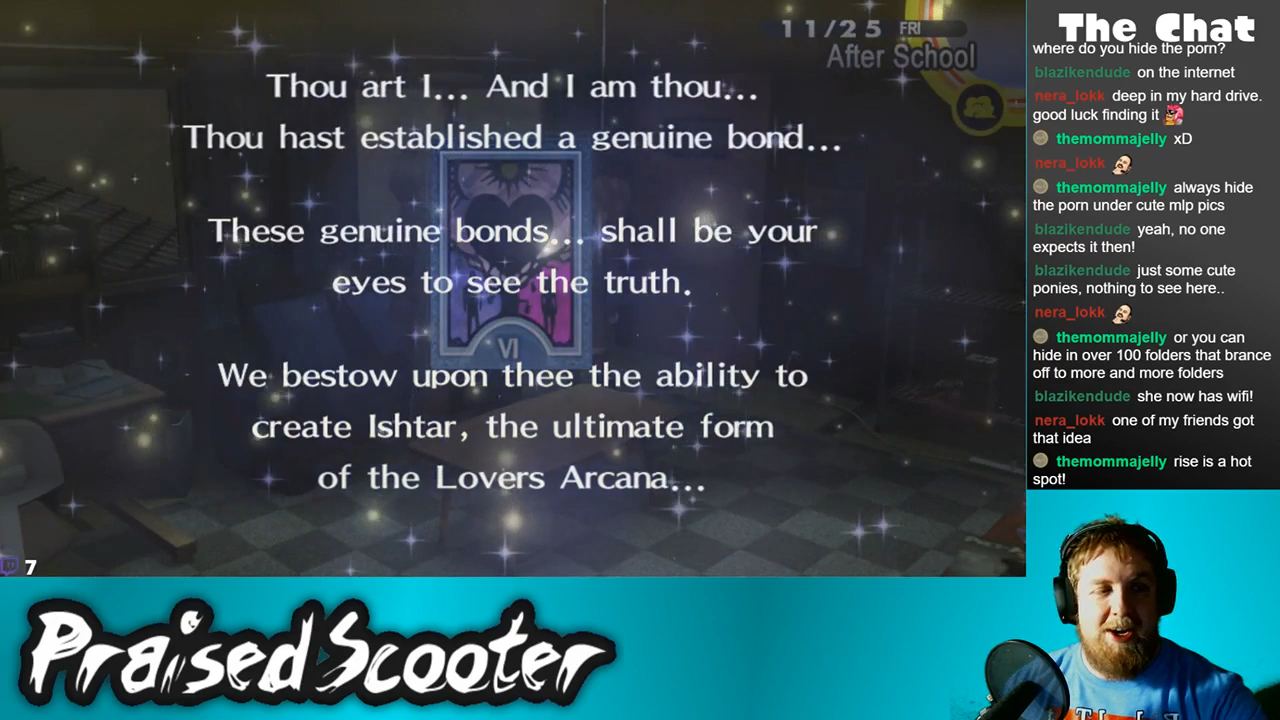 11/25 FRI
After School
Thou art I... And I am thou...
Thou hast established a genuine bond...
These genuine bonds... shall be your
eyes to see the truth.
VI
We bestow upon thee the ability to
create Ishtar, the ultimate form
of the Lovers Arcana...
7
PraisedScooter
The Chat
where do you hide the porn?
blazikendude on the internet
nera_lokk deep in my hard drive.
good luck finding it
themommajelly xD
nera_lokk
themommajelly always hide
the porn under cute mlp pics
blazikendude yeah, no one
expects it then!
blazikendude just some cute
ponies, nothing to see here..
nera_lokk
themommajelly or you can
hide in over 100 folders that brance
off to more and more folders
blazikendude she now has wifi!
nera_lokk one of my friends got
that idea
themommajelly rise is a hot
spot!